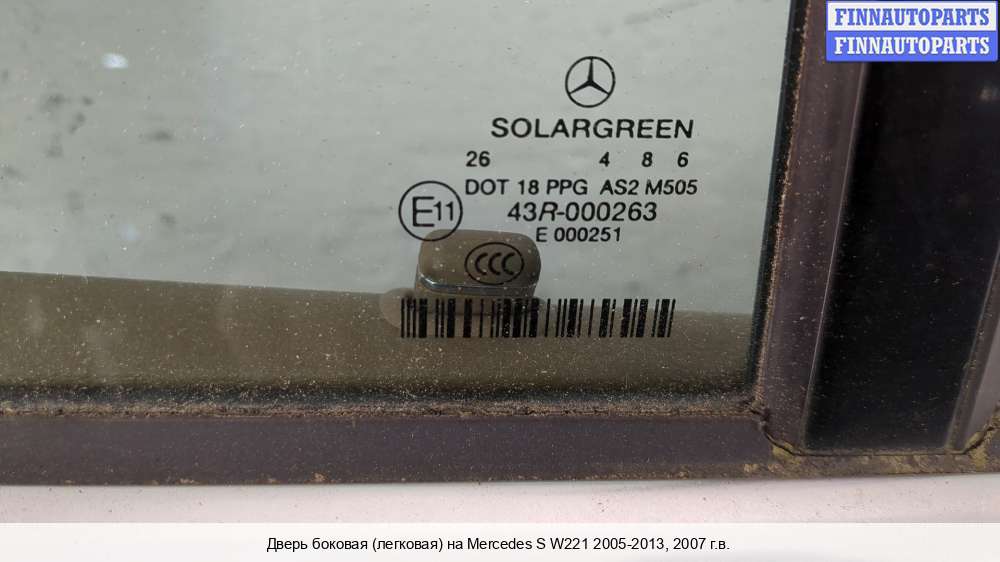 FINNAUTOPARTS
FINNAUTOPARTS
SOLARGREEN
26 4 8 6
DOT 18 PPG AS2 M505
E11 43R-000263
E 000251
CCC
Дверь боковая (легковая) на Mercedes S W221 2005-2013, 2007 г.в.